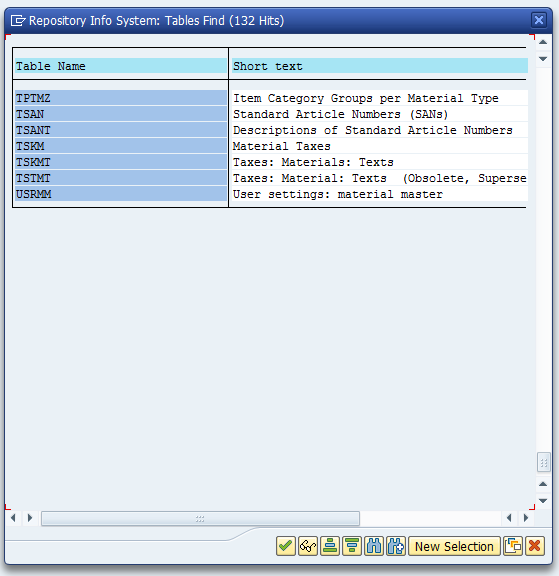 Repository Info System: Tables Find (132 Hits)
Table Name Short text
TPTMZ Item Category Groups per Material Type
TSAN Standard Article Numbers (SANs)
TSANT Descriptions of Standard Article Numbers
TSKM Material Taxes
TSKMT Taxes: Materials: Texts
TSTMT Taxes: Material: Texts (Obsolete, Superse
USRMM User settings: material master
New Selection